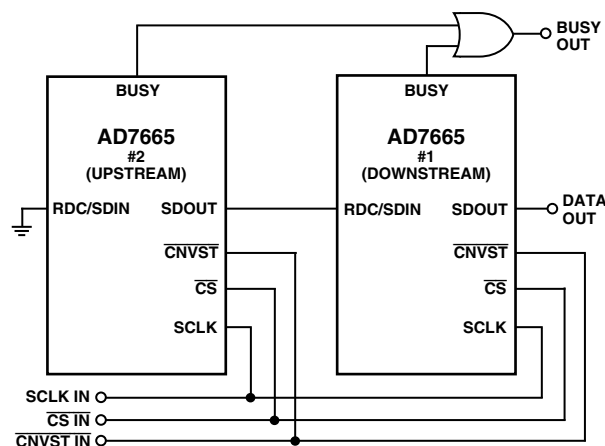 BUSY
OUT
BUSY
AD7665
#2
(UPSTREAM)
RDC/SDIN
SDOUT
CNVST
CS
SCLK
BUSY
AD7665
#1
(DOWNSTREAM)
RDC/SDIN
SDOUT
CNVST
CS
SCLK
DATA
OUT
SCLK IN
CS IN
CNVST IN